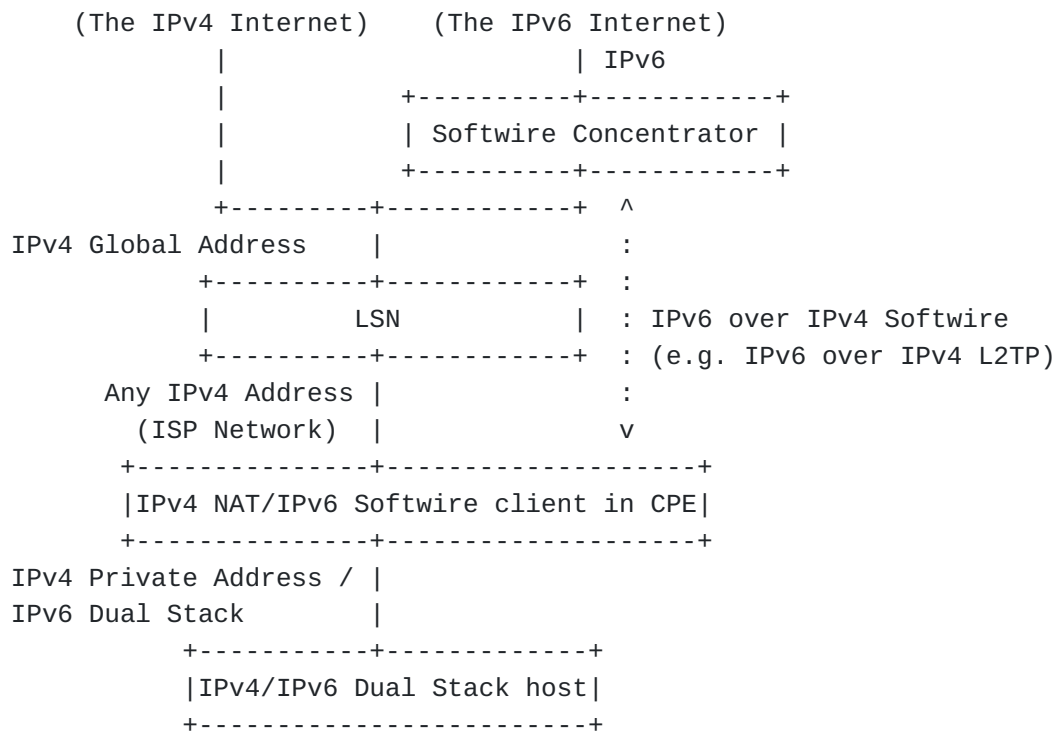 (The IPv4 Internet) (The IPv6 Internet)
IPv6
Softwire Concentrator
IPv4 Global Address
LSN
: IPv6 over IPv4 Softwire
: (e.g. IPv6 over IPv4 L2TP)
Any IPv4 Address
(ISP Network)
v
IPv4 NAT/IPv6 Softwire client in CPE
IPv4 Private Address /
IPv6 Dual Stack
IPv4/IPv6 Dual Stack host